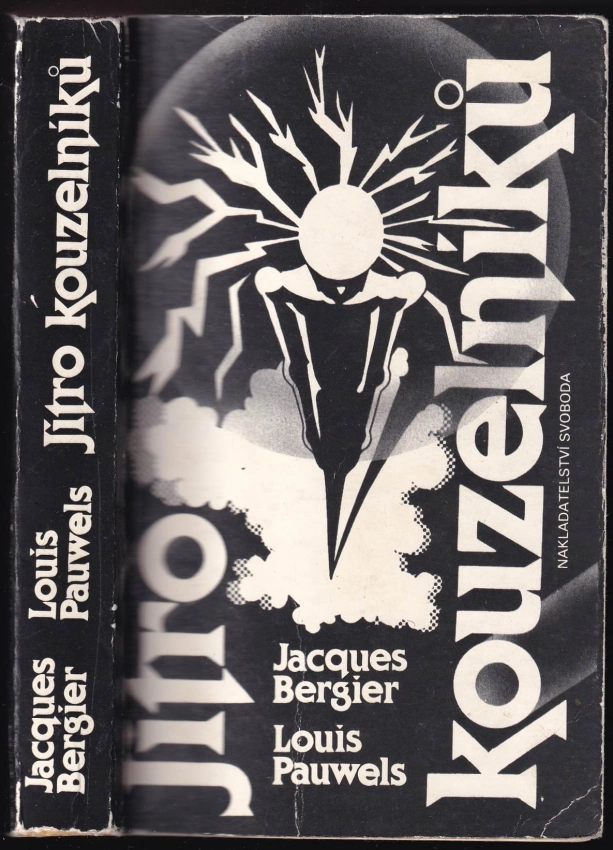 Jacques
Bergier
Louis
Pauwels
Jitro kouzelníků
Jitro
kouzelníků
Jacques
Bergier
Louis
Pauwels
NAKLADATELSTVÍ SVOBODA